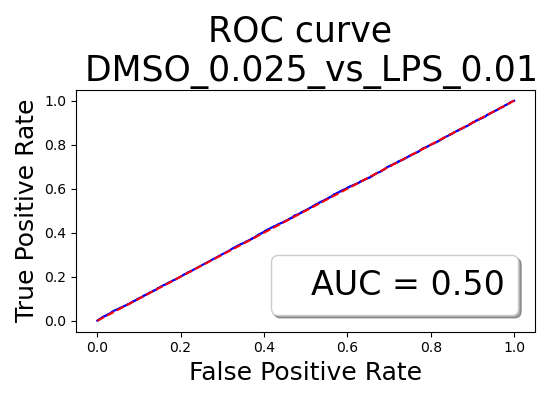 ROC curve
DMSO_0.025_vs_LPS_0.01
True Positive Rate
1.0
0.8
0.6
0.4
0.2
0.0
AUC = 0.50
0.0 0.2 0.4 0.6 0.8 1.0
False Positive Rate